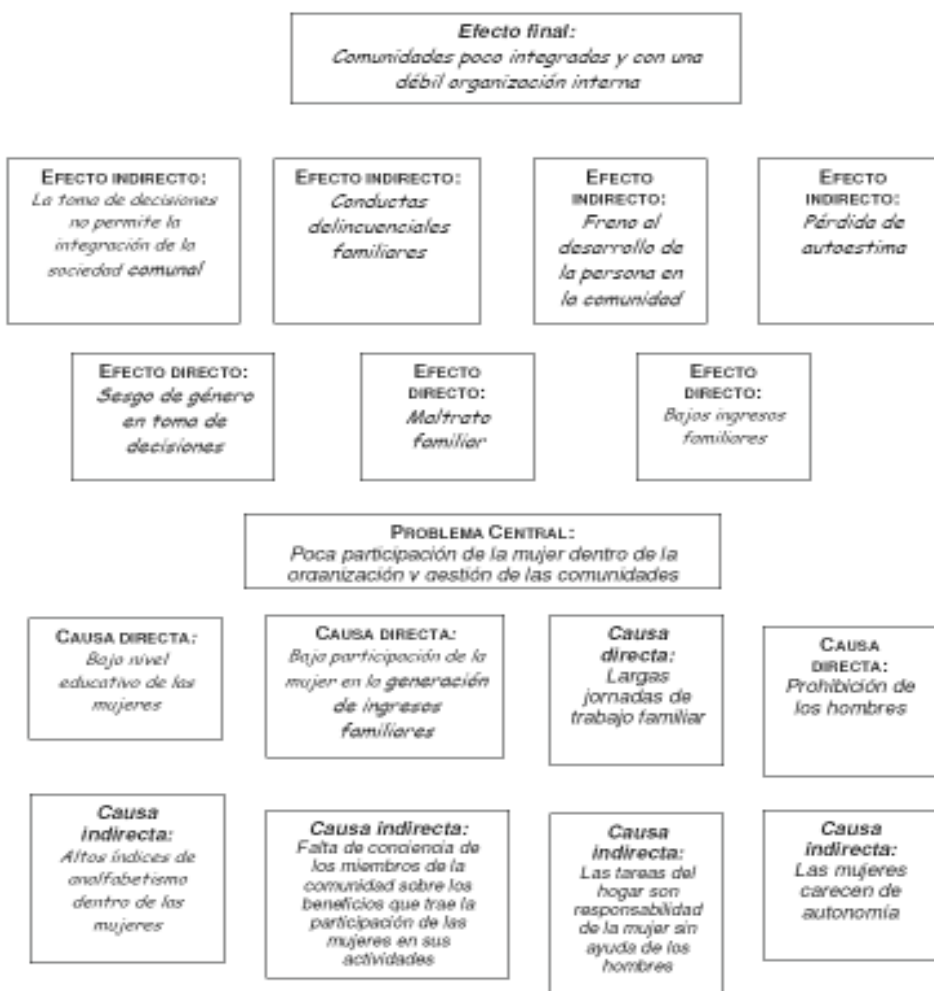 Efecto final:
Comunidades poco integradas y con una
débil organización interna
EFECTO INDIRECTO:
La toma de decisiones
no permite la
integración de la
sociedad comunal
EFECTO INDIRECTO:
Conductas
delincuenciales
familiares
EFECTO
INDIRECTO:
Freno al
desarrollo de
la persona en
la comunidad
EFECTO
INDIRECTO:
Pérdida de
autoestima
EFECTO DIRECTO:
Sesgo de género
en toma de
decisiones
EFECTO
DIRECTO:
Maltrato
familiar
EFECTO
DIRECTO:
Bajos ingresos
familiares
PROBLEMA CENTRAL:
Poca participación de la mujer dentro de la
organización y gestión de las comunidades
CAUSA DIRECTA:
Bajo nivel
educativo de las
mujeres
CAUSA DIRECTA:
Baja participación de la
mujer en la generación
de ingresos
familiares
Causa
directa:
Largas
jornadas de
trabajo familiar
CAUSA
DIRECTA:
Prohibición de
los hombres
Causa
indirecta:
Altos índices de
analfabetismo
dentro de las
mujeres
Causa indirecta:
Falta de conciencia de
los miembros de la
comunidad sobre los
beneficios que trae la
participación de las
mujeres en sus
actividades
Causa
indirecta:
Las tareas del
hogar son
responsabilidad
de la mujer sin
ayuda de los
hombres
Causa
indirecta:
Las mujeres
carecen de
autonomía